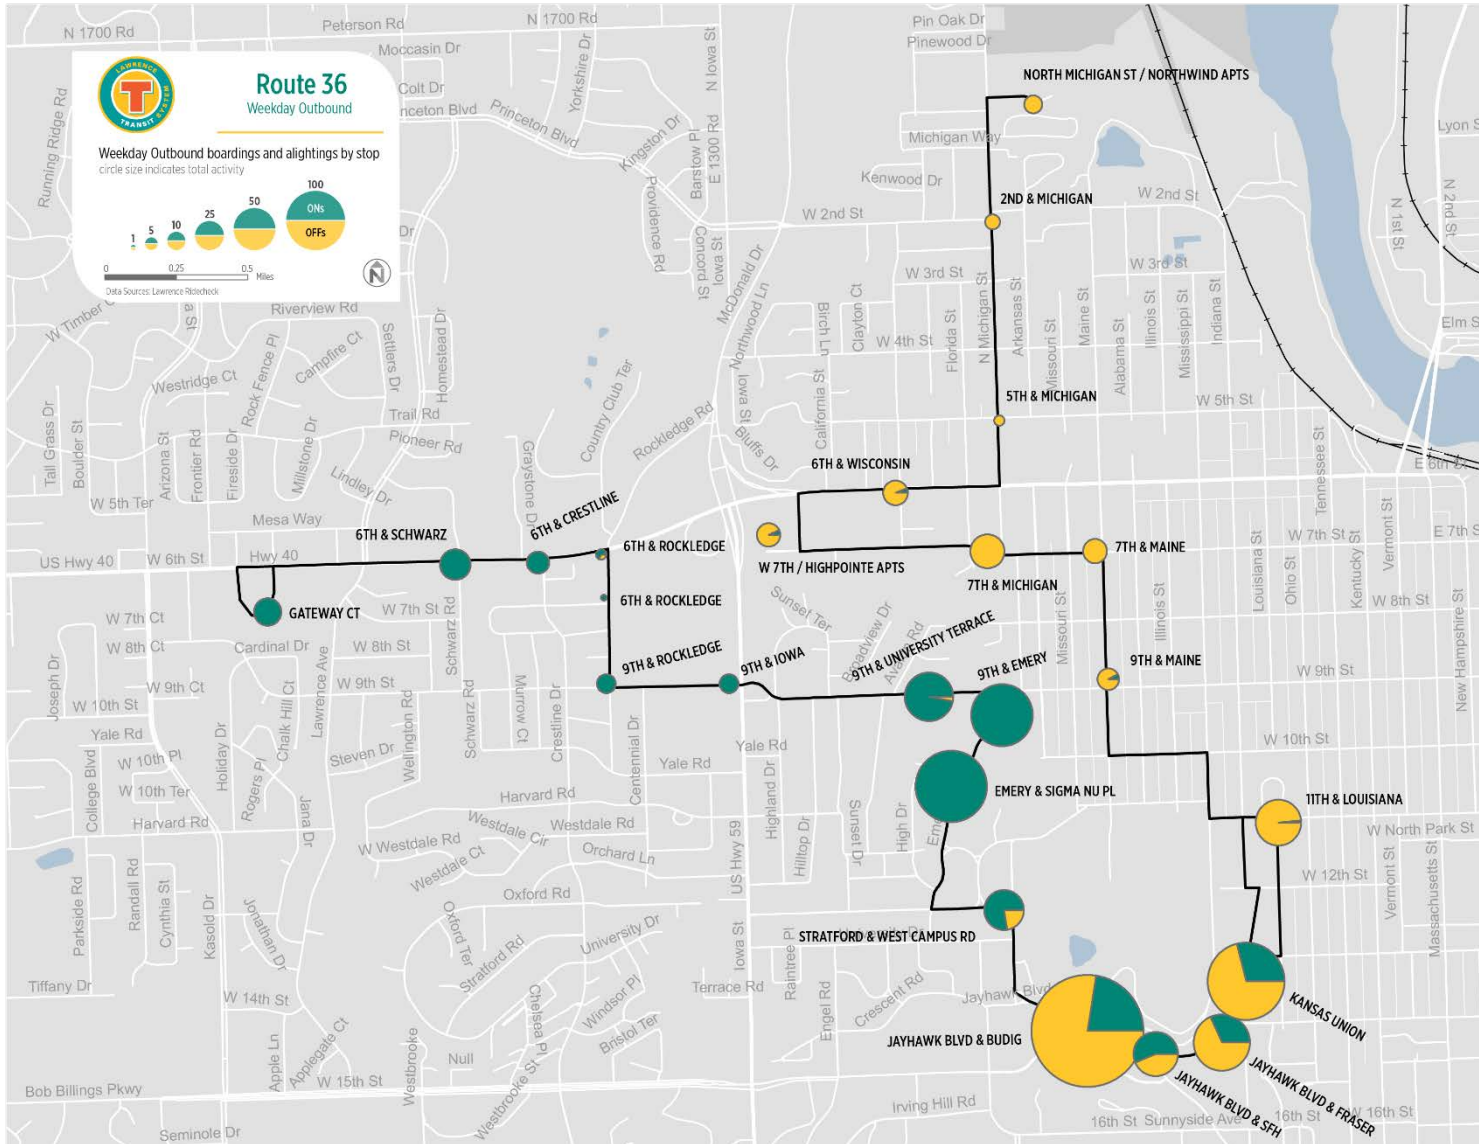 N 1700 Rd
Peterson Rd
N 1700 Rd
Pin Oak Dr
Pinewood Dr
Moccasin Dr
Colt Dr
Princeton Blvd
Yorkshire Dr
N Iowa St
Running Ridge Rd
LAWRENCE
T
TRANSIT SYSTEM
Route 36
Weekday Outbound
Weekday Outbound boardings and alightings by stop
circle size indicates total activity
1
5
10
25
50
100
ONs
OFFs
0
0.25
0.5
Miles
N
Data Sources: Lawrence Ridecheck
NORTH MICHIGAN ST / NORTHWIND APTS
Michigan Way
Kingston Dr
Barstow Pl
E 1300 Rd
Providence Rd
Concord St
Iowa St
Kenwood Dr
Lyon S
2ND & MICHIGAN
W 2nd St
W 2nd St
N 1st St
N 2nd St
McDonald Dr
Northwood Ln
W 3rd St
W 3rd St
W Timber
Riverview Rd
Rock Fence Pl
Campfire Ct
Settlers Dr
Homestead Dr
Westridge Ct
Birch Ln
Clayton Ct
W 4th St
Florida St
N Michigan St
Arkansas St
Missouri St
Maine St
Alabama St
Illinois St
Mississippi St
Indiana St
Elm S
Tall Grass Dr
Boulder St
Arizona St
Frontier Rd
Fireside Dr
Millstone Dr
Trail Rd
Pioneer Rd
Lindley Dr
Graystone Dr
Country Club Ter
Rockledge Rd
Iowa St
Bluffs Dr
California St
5TH & MICHIGAN
W 5th St
Tennessee St
E 6th
W 5th Ter
Mesa Way
6TH & WISCONSIN
6TH & SCHWARZ
6TH & CRESTLINE
6TH & ROCKLEDGE
US Hwy 40
W 6th St
Hwy 40
W 7TH / HIGHPOINTE APTS
7TH & MICHIGAN
7TH & MAINE
W 7th St
E 7th S
Vermont St
Louisiana St
Ohio St
Kentucky St
GATEWAY CT
W 7th Ct
W 7th St
6TH & ROCKLEDGE
Sunset Ter
W 8th St
New Hampshire St
W 8th Ct
Cardinal Dr
W 8th St
Schwarz Rd
9TH & ROCKLEDGE
9TH & IOWA
Broadview Dr
9TH & UNIVERSITY TERRACE
9TH & EMERY
Missouri St
Illinois St
9TH & MAINE
W 9th St
Joseph Dr
W 9th Ct
W 9th St
Lawrence Ave
Chalk Hill Ct
W 10th St
Yale Rd
W 10th Pl
W 10th Ter
College Blvd
Harvard Rd
Holiday Dr
Rogers Pl
Steven Dr
Wellington Rd
Schwarz Rd
Murrow Ct
Crestline Dr
Centennial Dr
Yale Rd
Yale Rd
W 10th St
Jana Dr
Harvard Rd
EMERY & SIGMA NU PL
11TH & LOUISIANA
W North Park St
Highland Dr
Hilltop Dr
Sunset Dr
High Dr
W Westdale Rd
Westdale Cir
Westdale Rd
Westdale Ct
Orchard Ln
US Hwy 59
Vermont St
Massachusetts St
Parkside Rd
Randall Rd
Cynthia St
Kasold Dr
Jonathan Dr
Oxford Rd
W 12th St
Oxford Ter
Stratford Rd
University Dr
STRATFORD & WEST CAMPUS RD
University Dr
Iowa St
Raintree Pl
Tiffany Dr
W 14th St
Chelsea Pl
Windsor Pl
Bristol Ter
Terrace Rd
Engel Rd
Crescent Rd
Jayhawk Blvd
JAYHAWK BLVD & BUDIG
KANSAS UNION
JAYHAWK BLVD & FRASER
JAYHAWK BLVD & SFH
Apple Ln
Applegate Ct
Westbrooke
Westbrooke St
Null
W 15th St
Bob Billings Pkwy
Seminole Dr
Irving Hill Rd
16th St
Sunnyside Ave
16th St
W 16th St